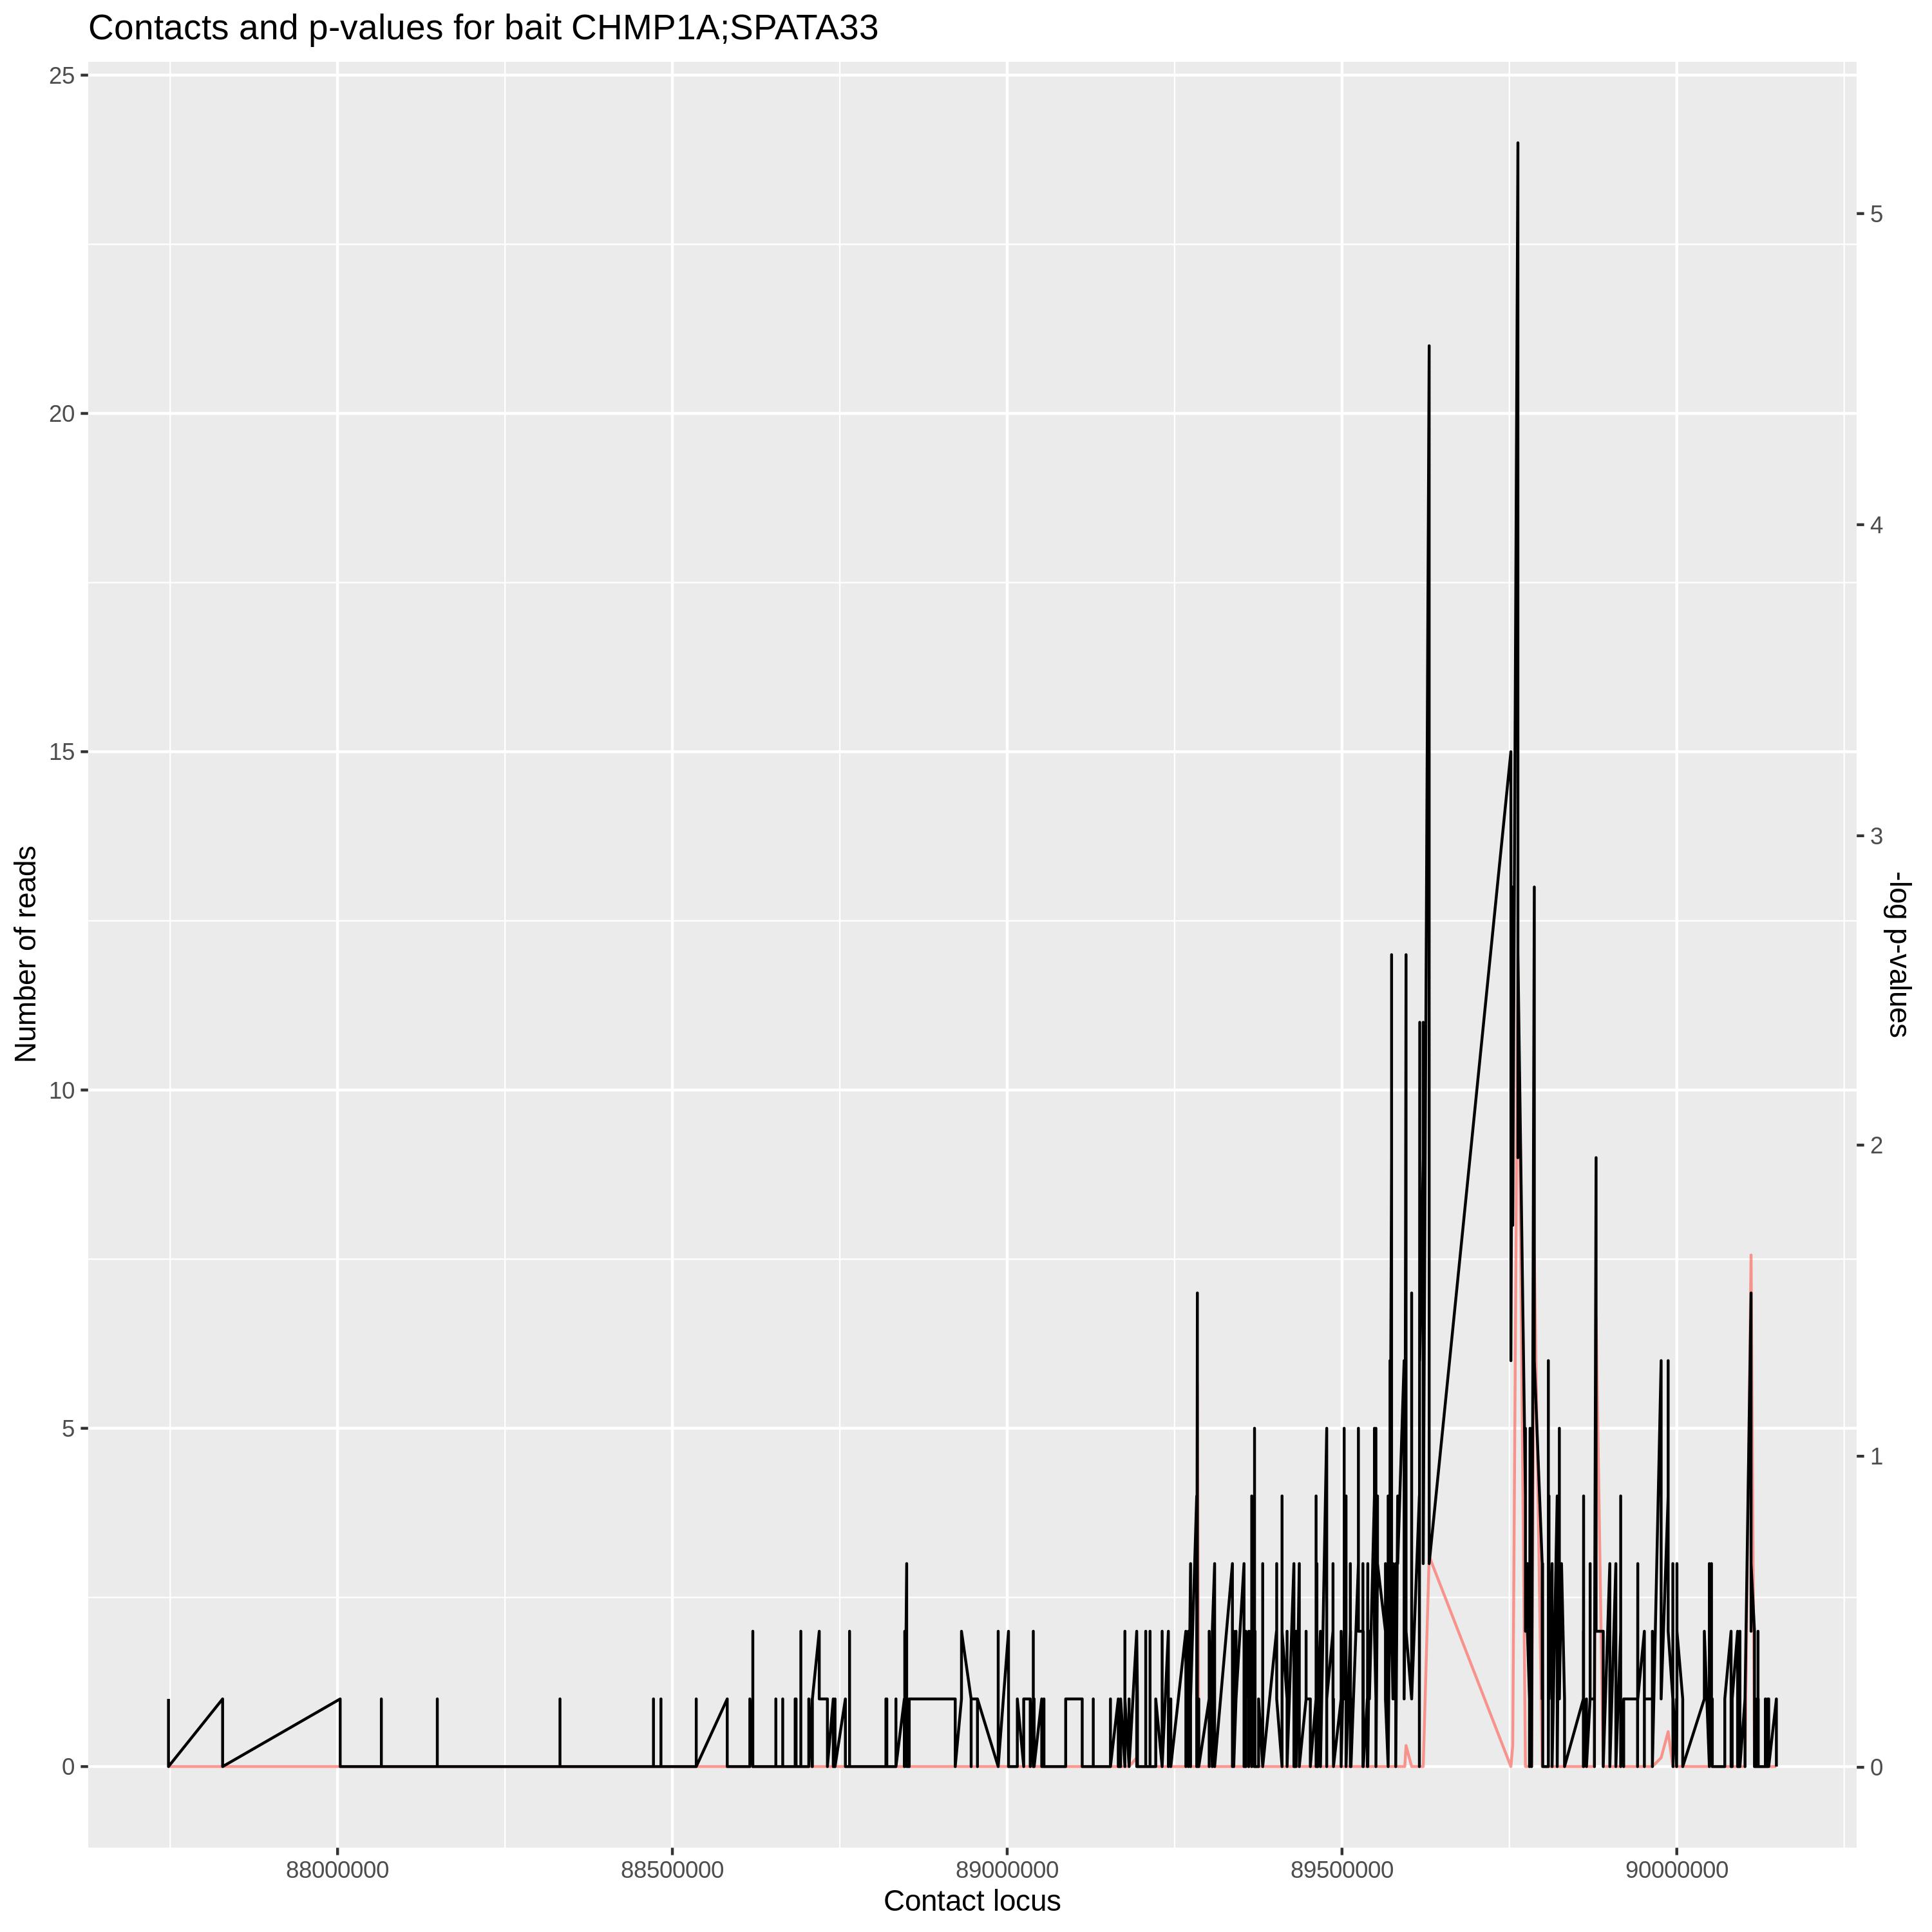 Contacts and p-values for bait CHMP1A;SPATA33
25
20
15
10
5
0
Number of reads
5
4
3
2
1
0
-log p-values
88000000 88500000 89000000 89500000 90000000
Contact locus